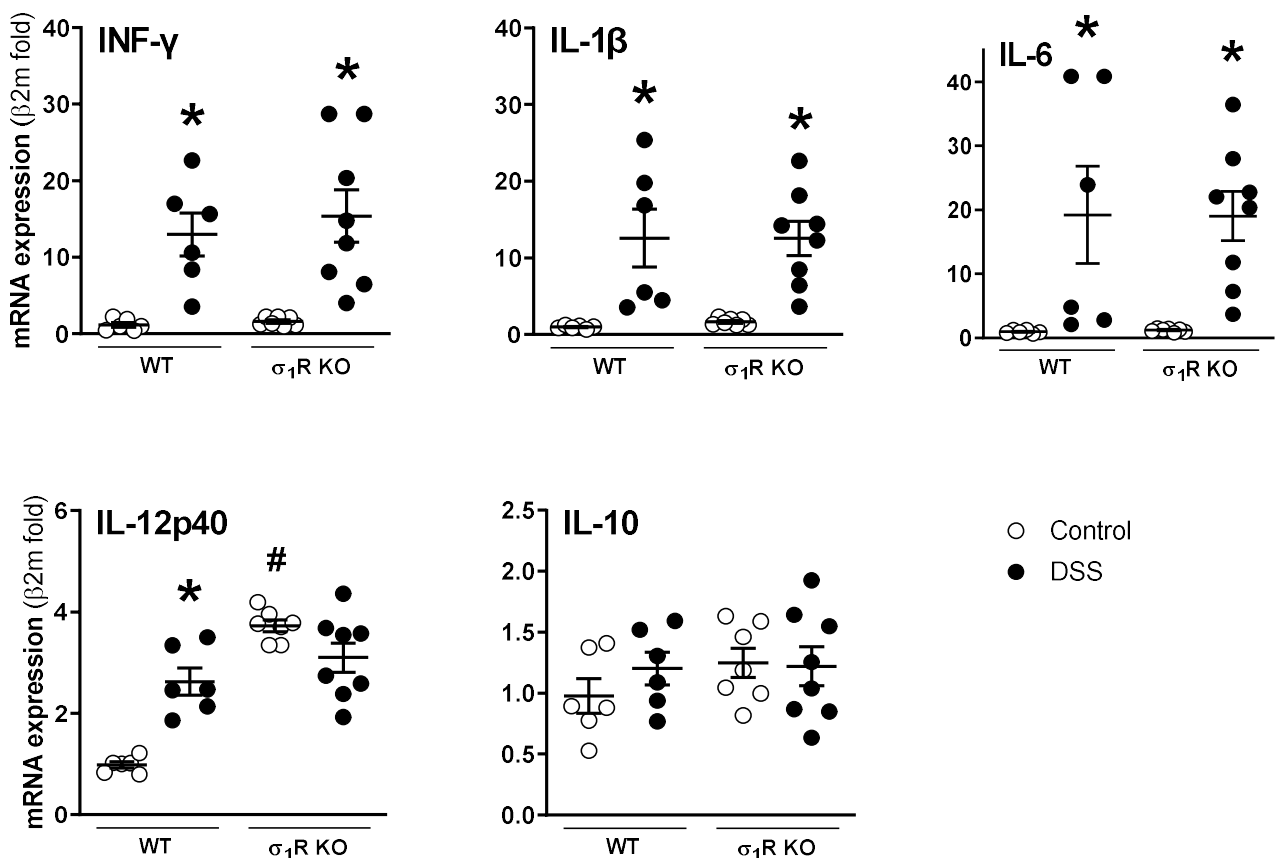 INF-γ
mRNA expression (β2m fold)
40
30
20
10
0
*
*
WT
σ1R KO
IL-1β
40
30
20
10
0
*
*
WT
σ1R KO
IL-6
40
30
20
10
0
*
*
WT
σ1R KO
IL-12p40
mRNA expression (β2m fold)
6
4
2
0
*
#
WT
σ1R KO
IL-10
2.5
2.0
1.5
1.0
0.5
0.0
WT
σ1R KO
Control
DSS